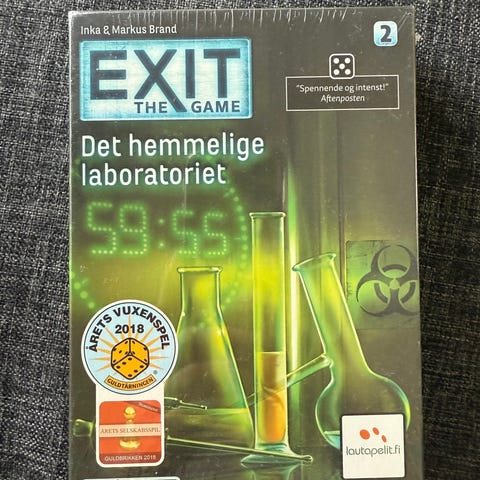 Inka & Markus Brand
2
EXIT
THE GAME
"Spennende og intenst!"
Aftenposten
Det hemmelige
laboratoriet
59:56
ÅRETS VUXENSPEL
2018
GULDTÄRNINGEN
ÅRETS SELSKABSSPIL
GULDBRIKKEN 2018
lautapelit.fi